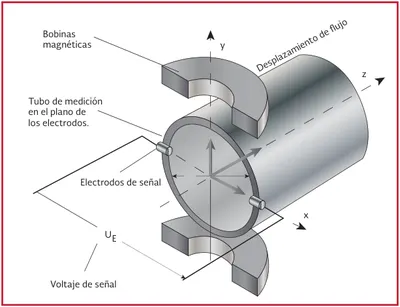 Bobinas
magnéticas
y
Desplazamiento de flujo
z
Tubo de medición
en el plano de
los electrodos.
Electrodos de señal
x
UE
Voltaje de señal